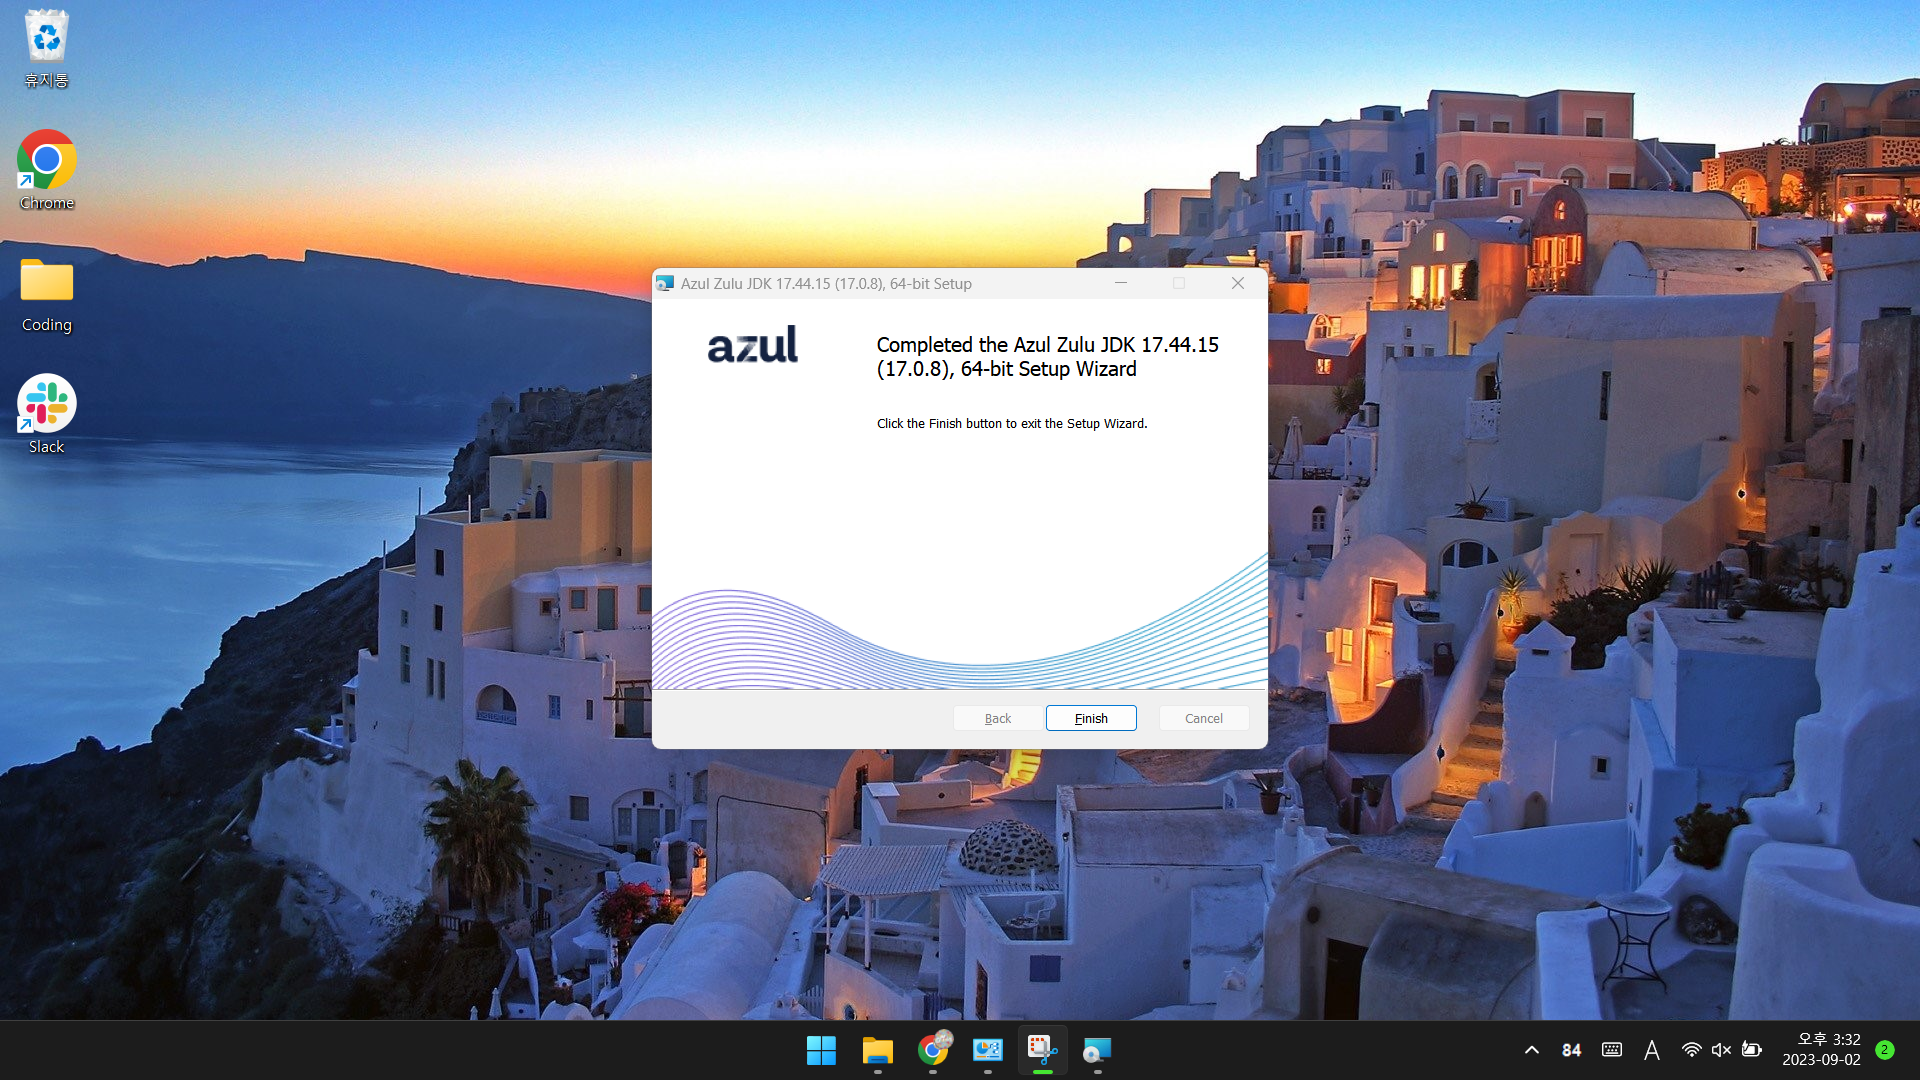 휴지통
Chrome
Coding
Slack
Azul Zulu JDK 17.44.15 (17.0.8), 64-bit Setup
azul
Completed the Azul Zulu JDK 17.44.15
(17.0.8), 64-bit Setup Wizard
Click the Finish button to exit the Setup Wizard.
Back
Finish
Cancel
84
A
오후 3:32
2023-09-02
2